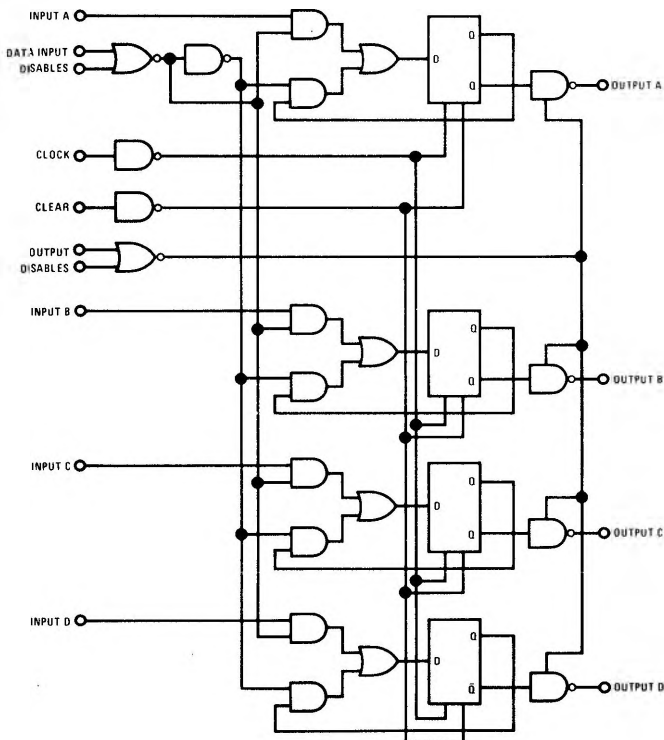 INPUT A
DATA INPUT
DISABLES
Q
D
Q
OUTPUT A
CLOCK
CLEAR
OUTPUT
DISABLES
INPUT B
Q
D
Q
OUTPUT B
INPUT C
Q
D
Q
OUTPUT C
INPUT D
Q
D
Q̄
OUTPUT D